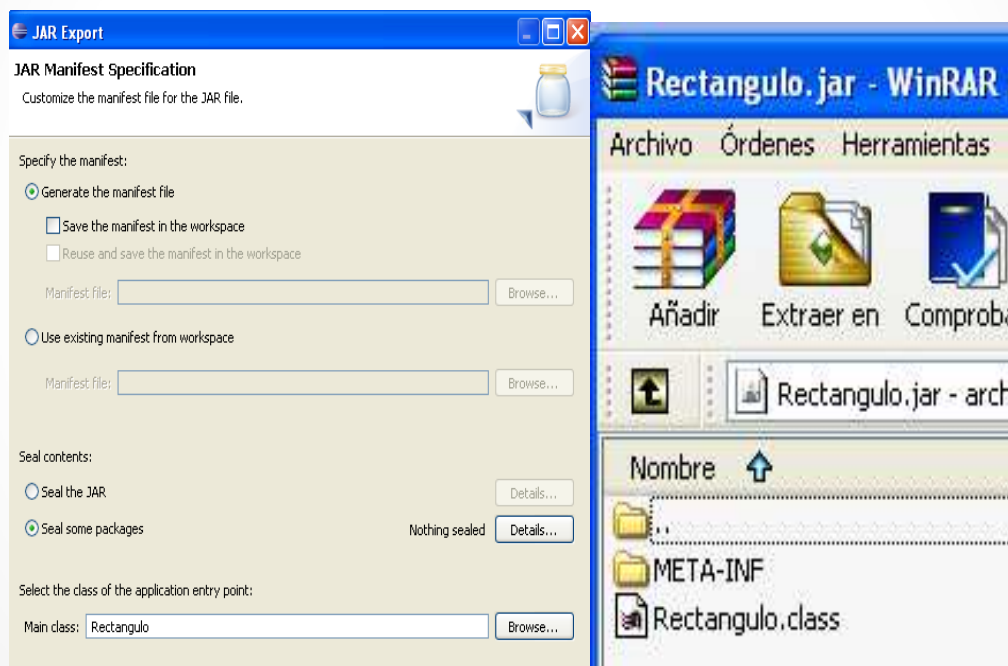 JAR Export
JAR Manifest Specification
Customize the manifest file for the JAR file.
Specify the manifest:
Generate the manifest file
Save the manifest in the workspace
Reuse and save the manifest in the workspace
Manifest file:
Browse...
Use existing manifest from workspace
Manifest file:
Browse...
Seal contents:
Seal the JAR
Details...
Seal some packages
Nothing sealed
Details...
Select the class of the application entry point:
Main class: Rectangulo
Browse...
Rectangulo.jar - WinRAR
Archivo Órdenes Herramientas
Añadir Extraer en Comproba
Rectangulo.jar - arch
Nombre
..
META-INF
Rectangulo.class